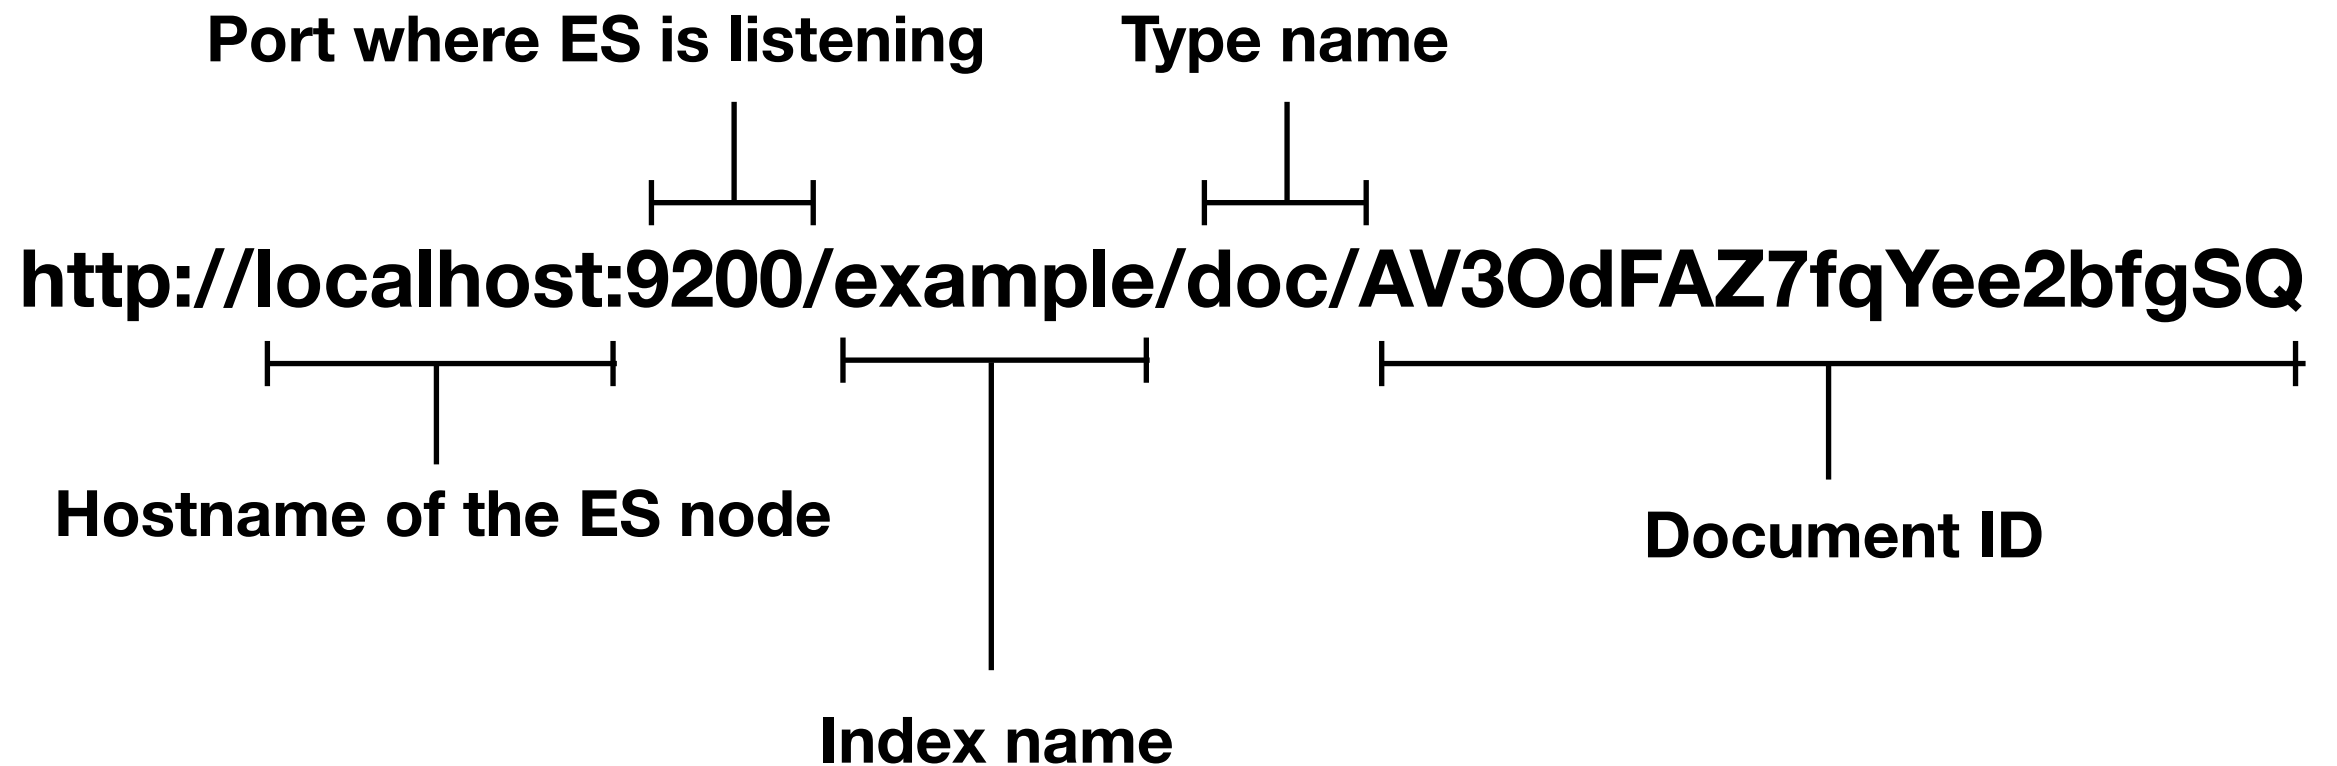 Port where ES is listening
Type name
http://localhost:9200/example/doc/AV3OdFAZ7fqYee2bfgSQ
Hostname of the ES node
Document ID
Index name